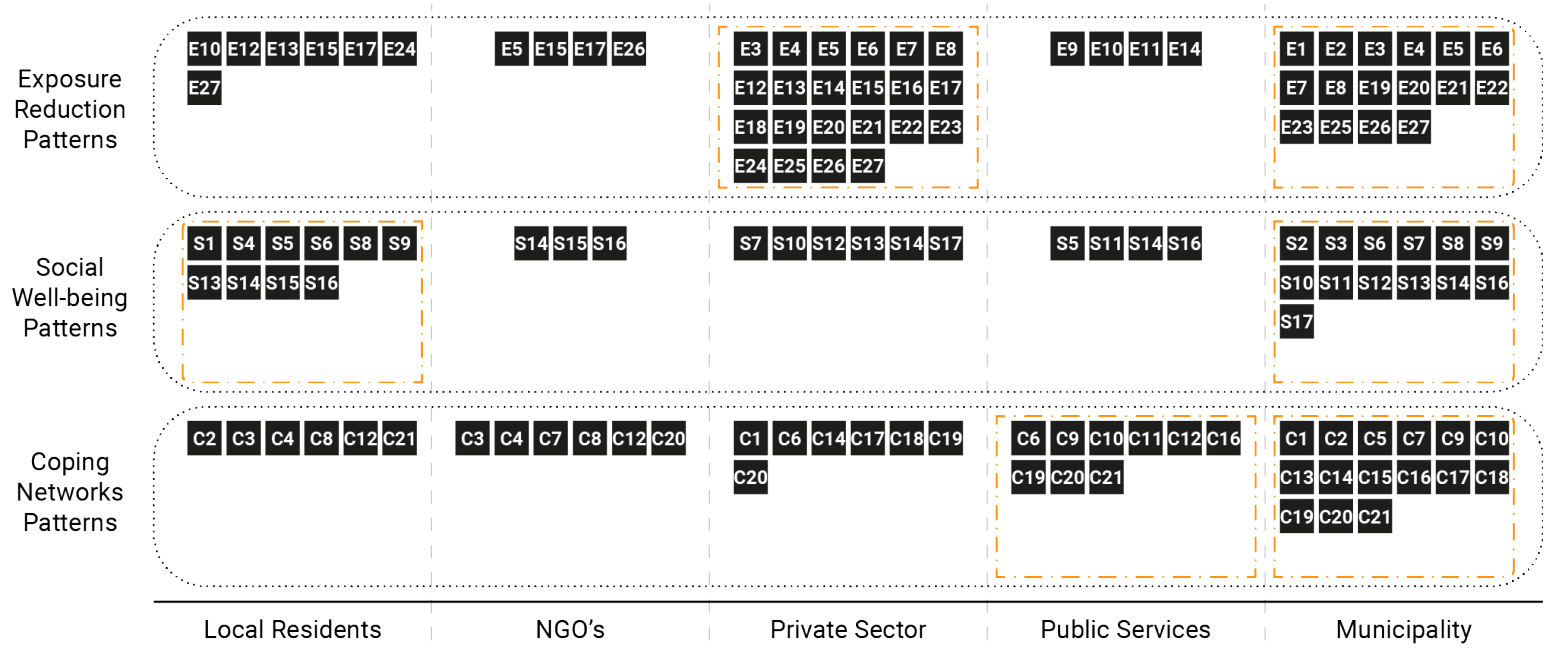 Exposure
Reduction
Patterns
E10 E12 E13 E15 E17 E24
E27
E5 E15 E17 E26
E3 E4 E5 E6 E7 E8
E12 E13 E14 E15 E16 E17
E18 E19 E20 E21 E22 E23
E24 E25 E26 E27
E9 E10 E11 E14
E1 E2 E3 E4 E5 E6
E7 E8 E19 E20 E21 E22
E23 E25 E26 E27
Social
Well-being
Patterns
S1 S4 S5 S6 S8 S9
S13 S14 S15 S16
S14 S15 S16
S7 S10 S12 S13 S14 S17
S5 S11 S14 S16
S2 S3 S6 S7 S8 S9
S10 S11 S12 S13 S14 S16
S17
Coping
Networks
Patterns
C2 C3 C4 C8 C12 C21
C3 C4 C7 C8 C12 C20
C1 C6 C14 C17 C18 C19
C20
C6 C9 C10 C11 C12 C16
C19 C20 C21
C1 C2 C5 C7 C9 C10
C13 C14 C15 C16 C17 C18
C19 C20 C21
Local Residents
NGO’s
Private Sector
Public Services
Municipality